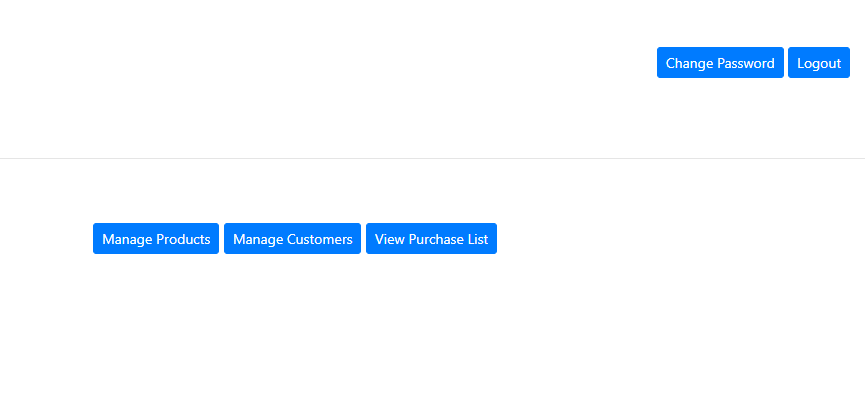 Change Password Logout
Manage Products Manage Customers View Purchase List